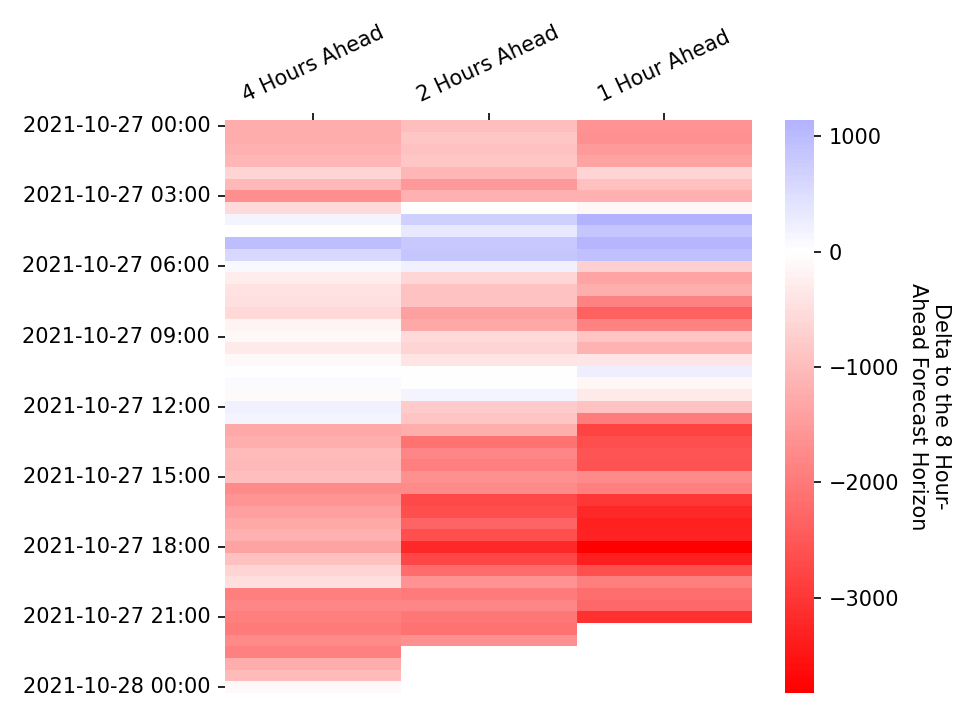 4 Hours Ahead
2 Hours Ahead
1 Hour Ahead
2021-10-27 00:00
2021-10-27 03:00
2021-10-27 06:00
2021-10-27 09:00
2021-10-27 12:00
2021-10-27 15:00
2021-10-27 18:00
2021-10-27 21:00
2021-10-28 00:00
1000
0
−1000
−2000
−3000
Delta to the 8 Hour-
Ahead Forecast Horizon